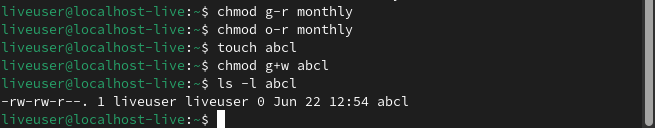 liveuser@localhost-live:~$ chmod g-r monthly
liveuser@localhost-live:~$ chmod o-r monthly
liveuser@localhost-live:~$ touch abcl
liveuser@localhost-live:~$ chmod g+w abcl
liveuser@localhost-live:~$ ls -l abcl
-rw-rw-r--. 1 liveuser liveuser 0 Jun 22 12:54 abcl
liveuser@localhost-live:~$